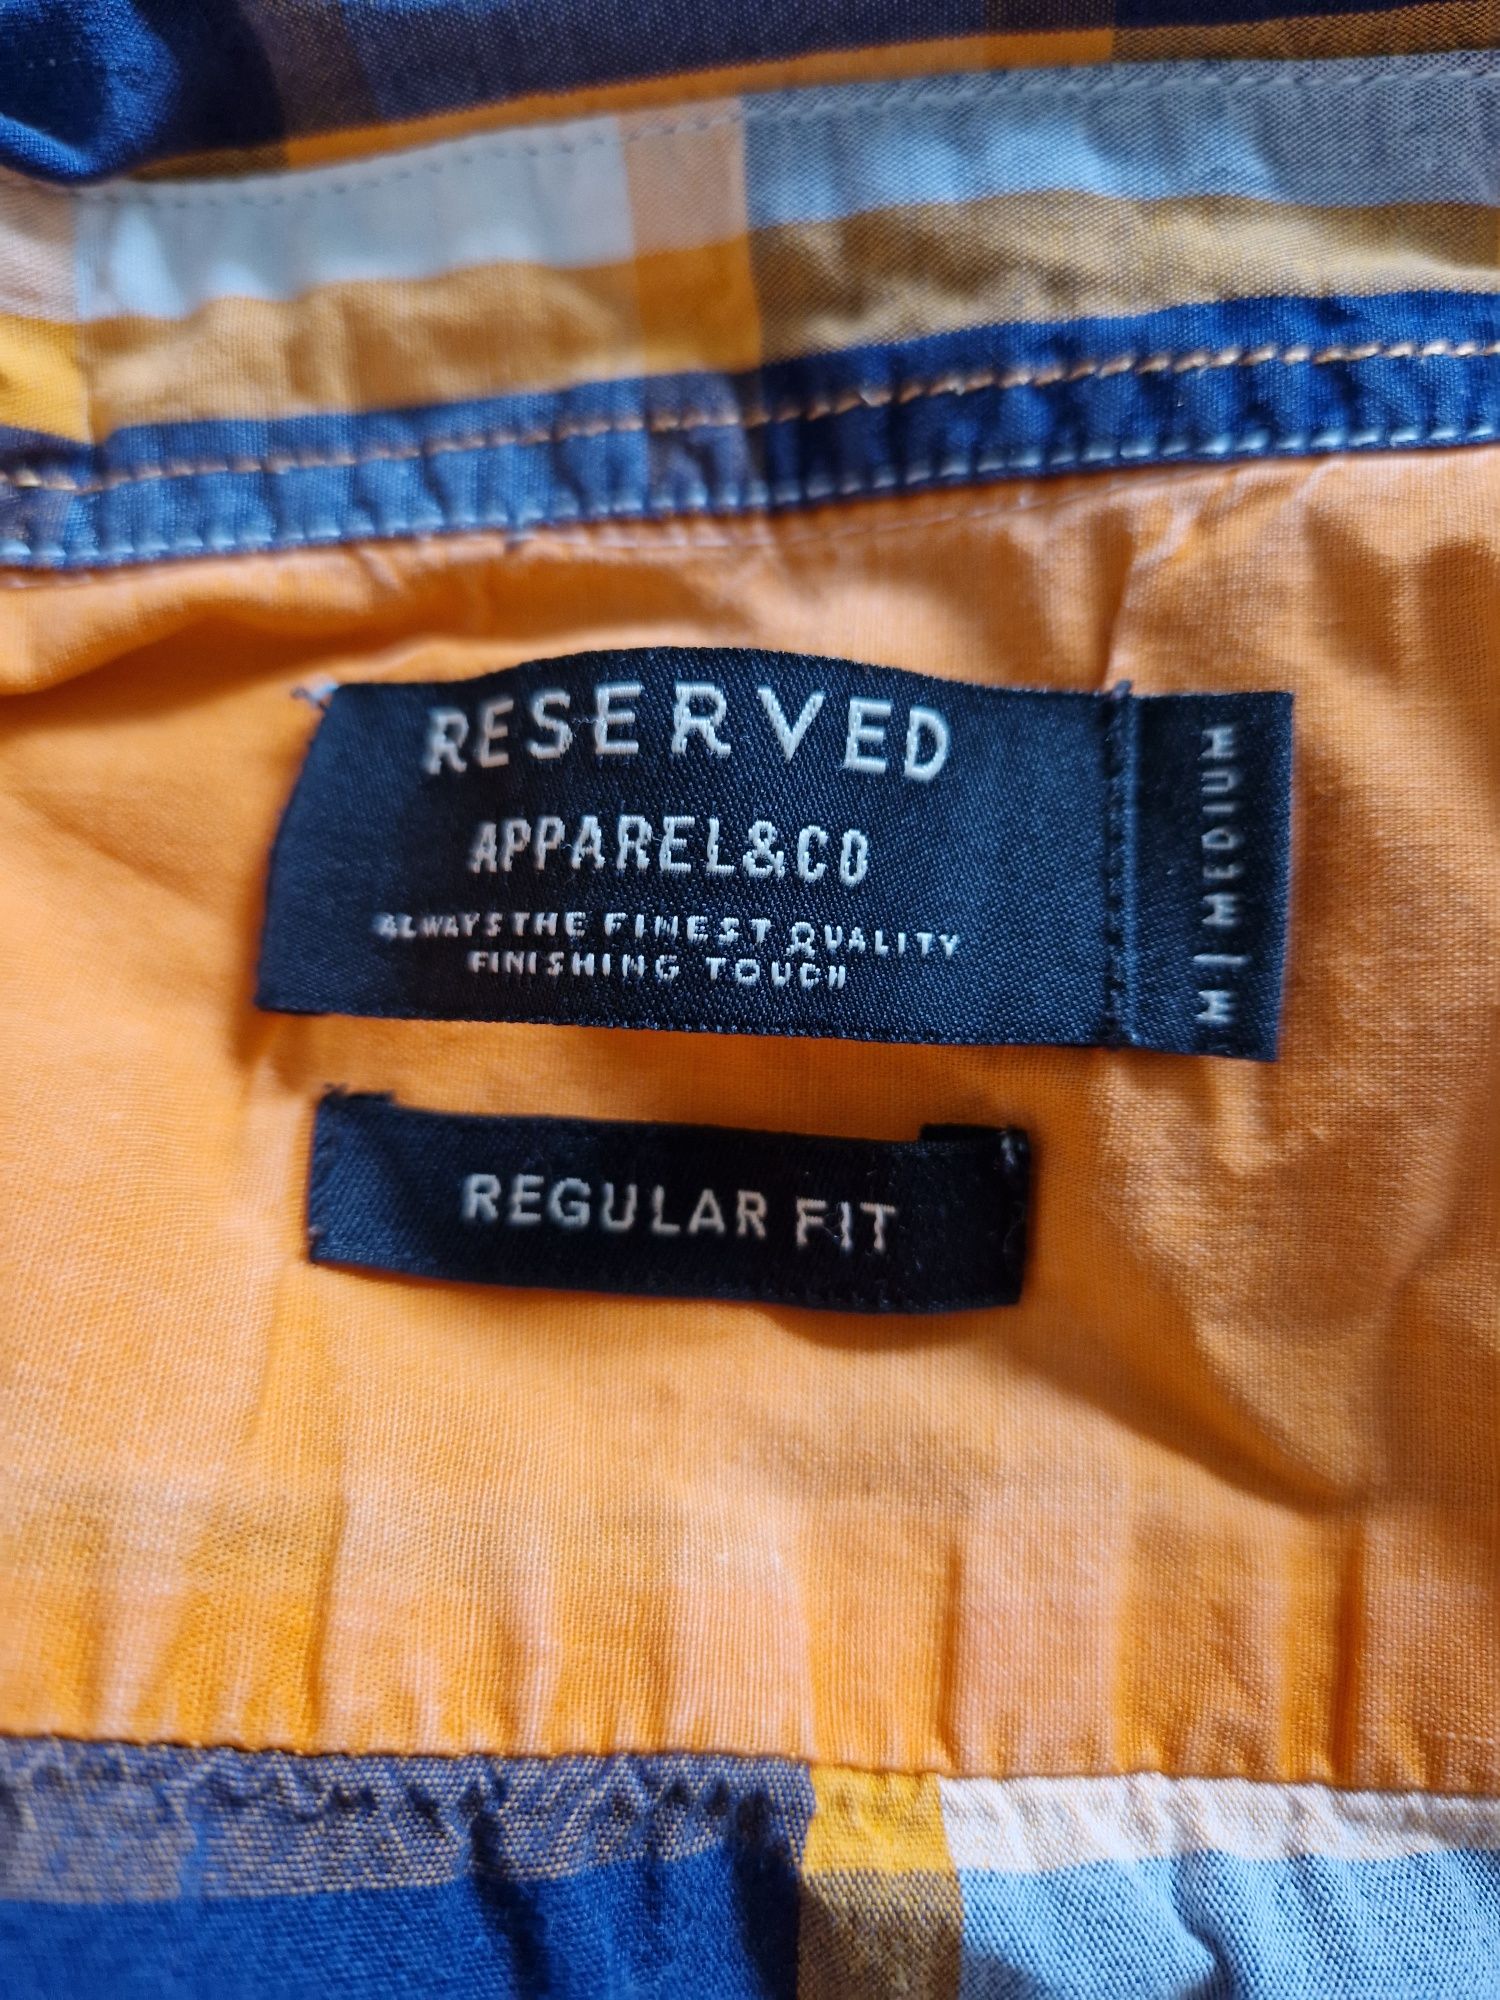 RESERVED
APPAREL&CO
ALWAYS THE FINEST QUALITY
FINISHING TOUCH
M | MEDIUM
REGULAR FIT